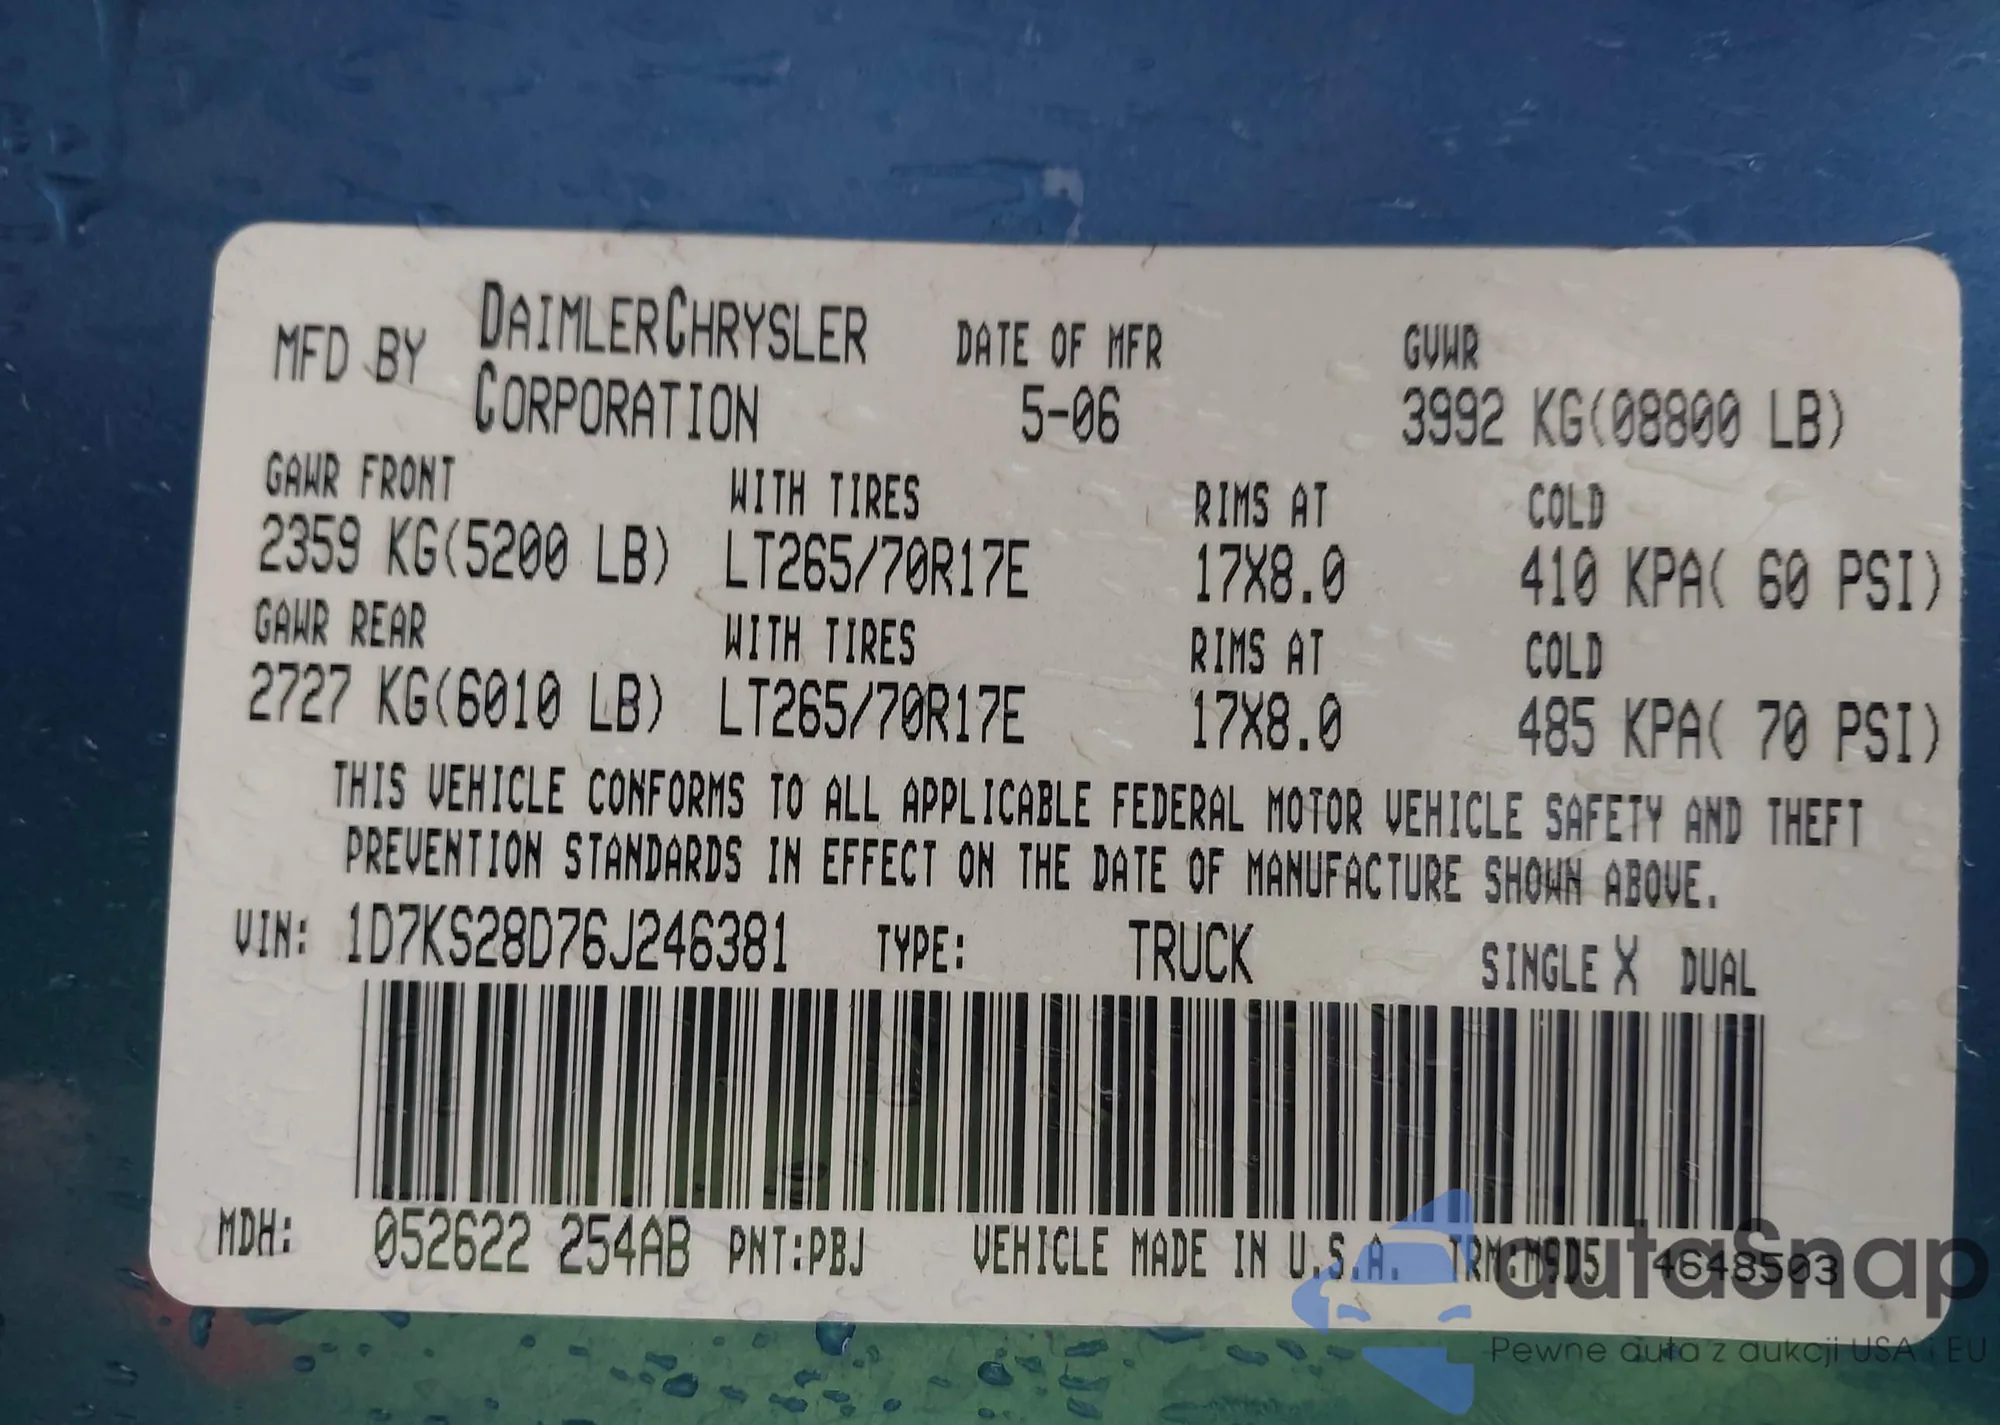 MFD BY DAIMLERCHRYSLER CORPORATION DATE OF MFR 5-06 GVWR 3992 KG(08800 LB)
GAWR FRONT WITH TIRES RIMS AT COLD
2359 KG(5200 LB) LT265/70R17E 17X8.0 410 KPA( 60 PSI)
GAWR REAR WITH TIRES RIMS AT COLD
2727 KG(6010 LB) LT265/70R17E 17X8.0 485 KPA( 70 PSI)
THIS VEHICLE CONFORMS TO ALL APPLICABLE FEDERAL MOTOR VEHICLE SAFETY AND THEFT
PREVENTION STANDARDS IN EFFECT ON THE DATE OF MANUFACTURE SHOWN ABOVE.
VIN: 1D7KS28D76J246381 TYPE: TRUCK SINGLE X DUAL
MDH: 052622 254AB PNT:PBJ VEHICLE MADE IN U.S.A. TRM:M9D5 4648503
autaSnap
Pewne auta z aukcji USA i EU